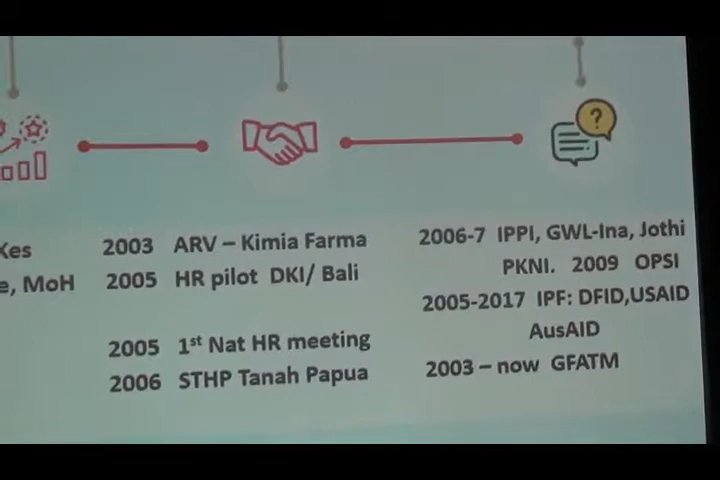 ?
Kes
e, MoH
2003 ARV – Kimia Farma
2005 HR pilot DKI/ Bali
2005 1st Nat HR meeting
2006 STHP Tanah Papua
2006-7 IPPI, GWL-Ina, Jothi
PKNI. 2009 OPSI
2005-2017 IPF: DFID,USAID
AusAID
2003 – now GFATM